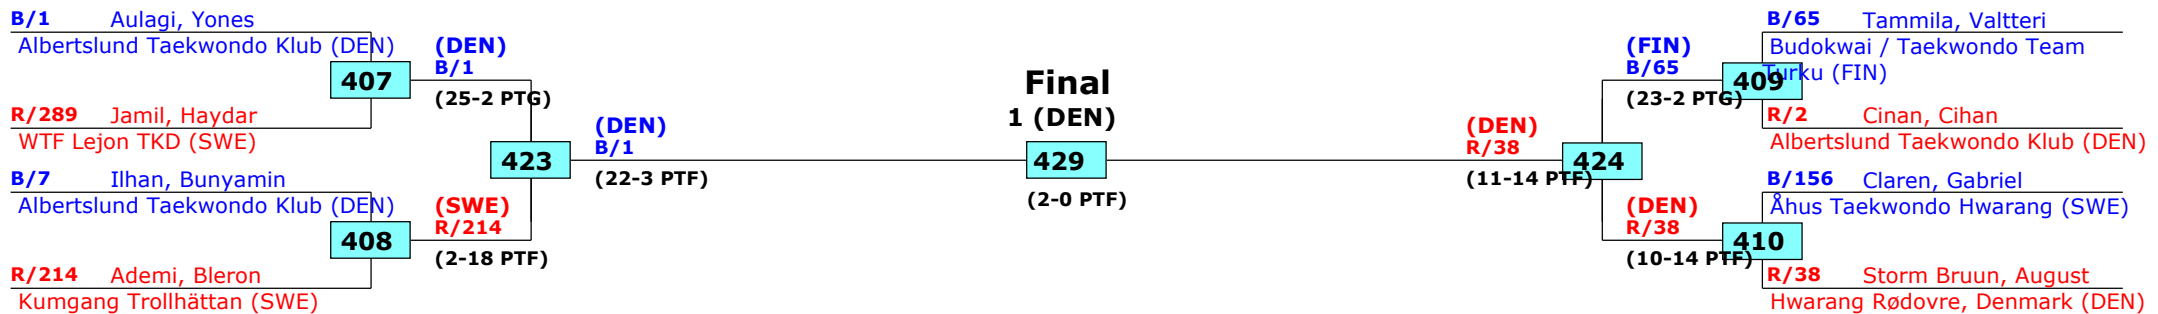 B/1 Aulagi, Yones
Albertslund Taekwondo Klub (DEN)
407
R/289 Jamil, Haydar
WTF Lejon TKD (SWE)
B/7 Ilhan, Bunyamin
Albertslund Taekwondo Klub (DEN)
408
R/214 Ademi, Bleron
Kumgang Trollhättan (SWE)
(DEN)
B/1
(25-2 PTG)
423
(SWE)
R/214
(2-18 PTF)
(DEN)
B/1
(22-3 PTF)
Final
1 (DEN)
429
(2-0 PTF)
(DEN)
R/38
(11-14 PTF)
424
(FIN)
B/65
(23-2 PTG)
(DEN)
R/38
(10-14 PTF)
B/65 Tammila, Valtteri
Budokwai / Taekwondo Team
Turku (FIN)
409
R/2 Cinan, Cihan
Albertslund Taekwondo Klub (DEN)
B/156 Claren, Gabriel
Åhus Taekwondo Hwarang (SWE)
410
R/38 Storm Bruun, August
Hwarang Rødovre, Denmark (DEN)